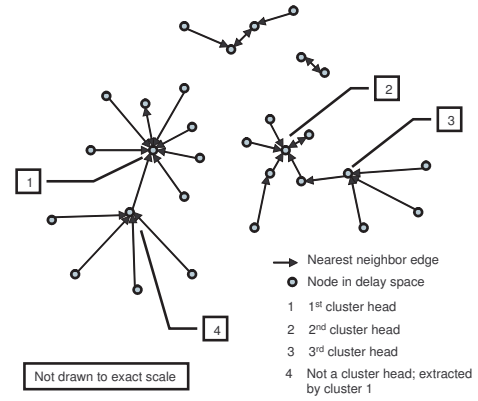 2
3
1
4
Nearest neighbor edge
Node in delay space
1 1st cluster head
2 2nd cluster head
3 3rd cluster head
4 Not a cluster head; extracted
by cluster 1
Not drawn to exact scale